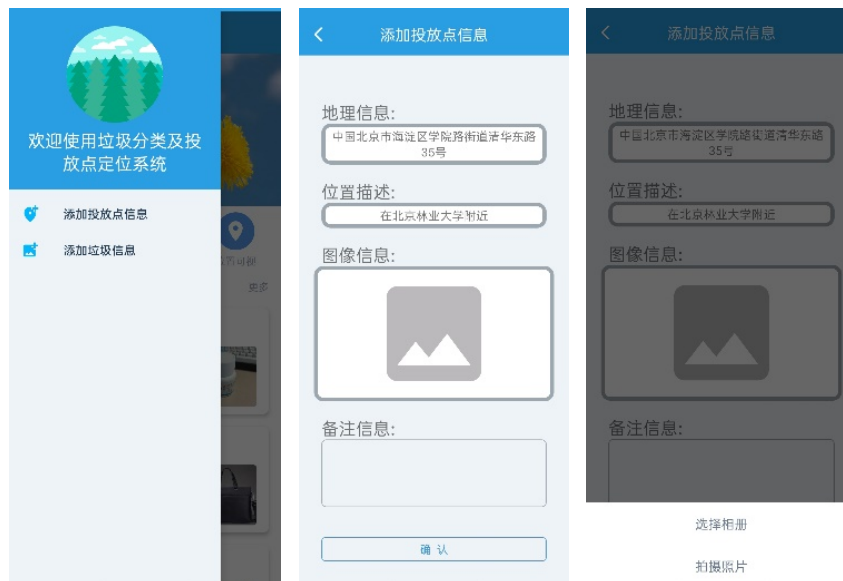 欢迎使用垃圾分类及投
放点定位系统
添加投放点信息
添加垃圾信息
更多
添加投放点信息
地理信息:
中国北京市海淀区学院路街道清华东路
35号
位置描述:
在北京林业大学附近
图像信息:
备注信息:
确认
添加投放点信息
地理信息:
中国北京市海淀区学院路街道清华东路
35号
位置描述:
在北京林业大学附近
图像信息:
备注信息:
选择相册
拍摄照片